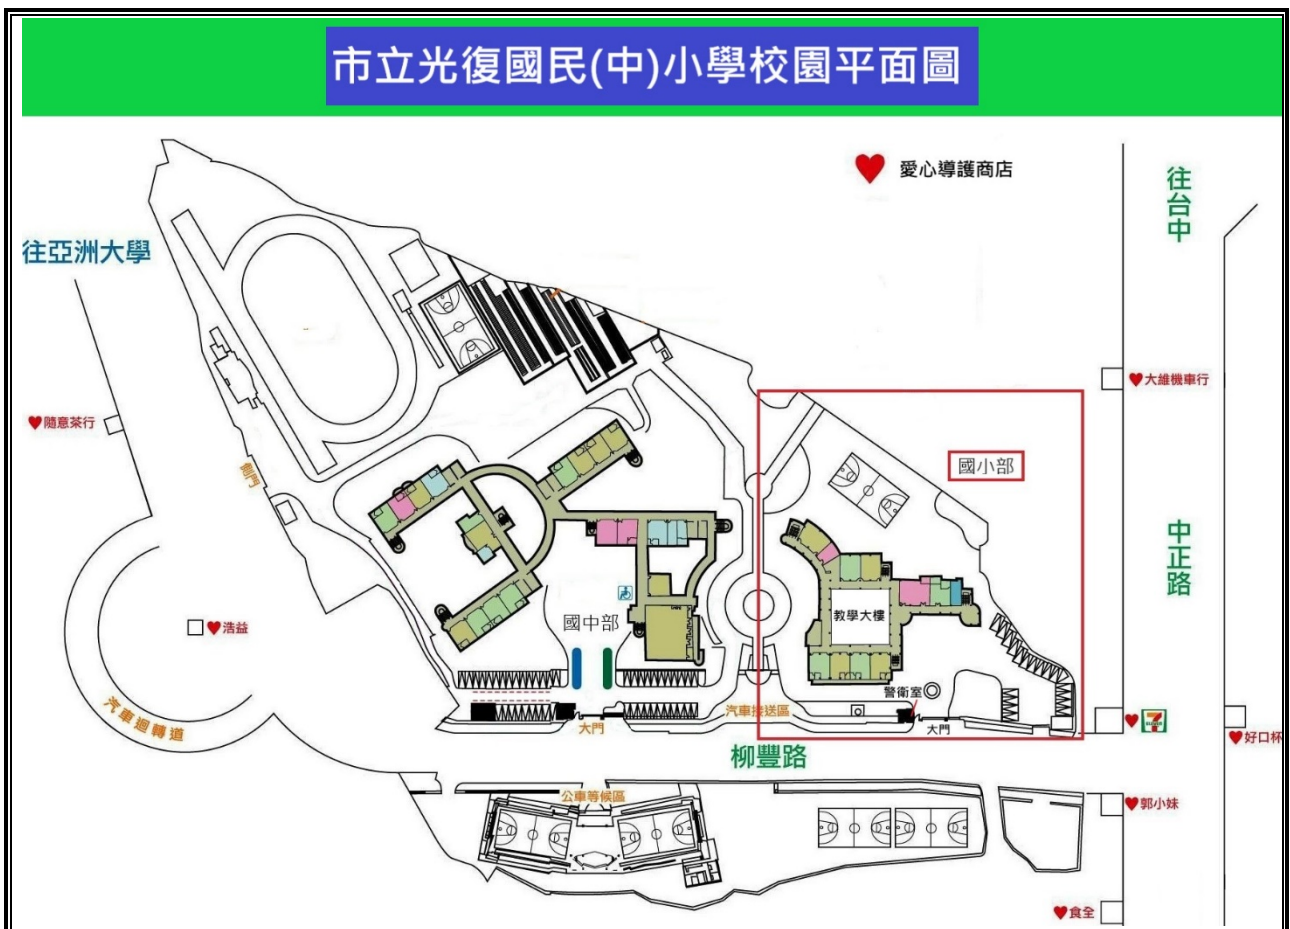 市立光復國民(中)小學校園平面圖
愛心導護商店
往台中
往亞洲大學
大維機車行
隨意茶行
國小部
側門
中正路
教學大樓
國中部
浩益
警衛室
汽車迴轉道
汽車接送區
大門
大門
7
ELEVEN
好口杯
柳豐路
公車等候區
郭小妹
食全